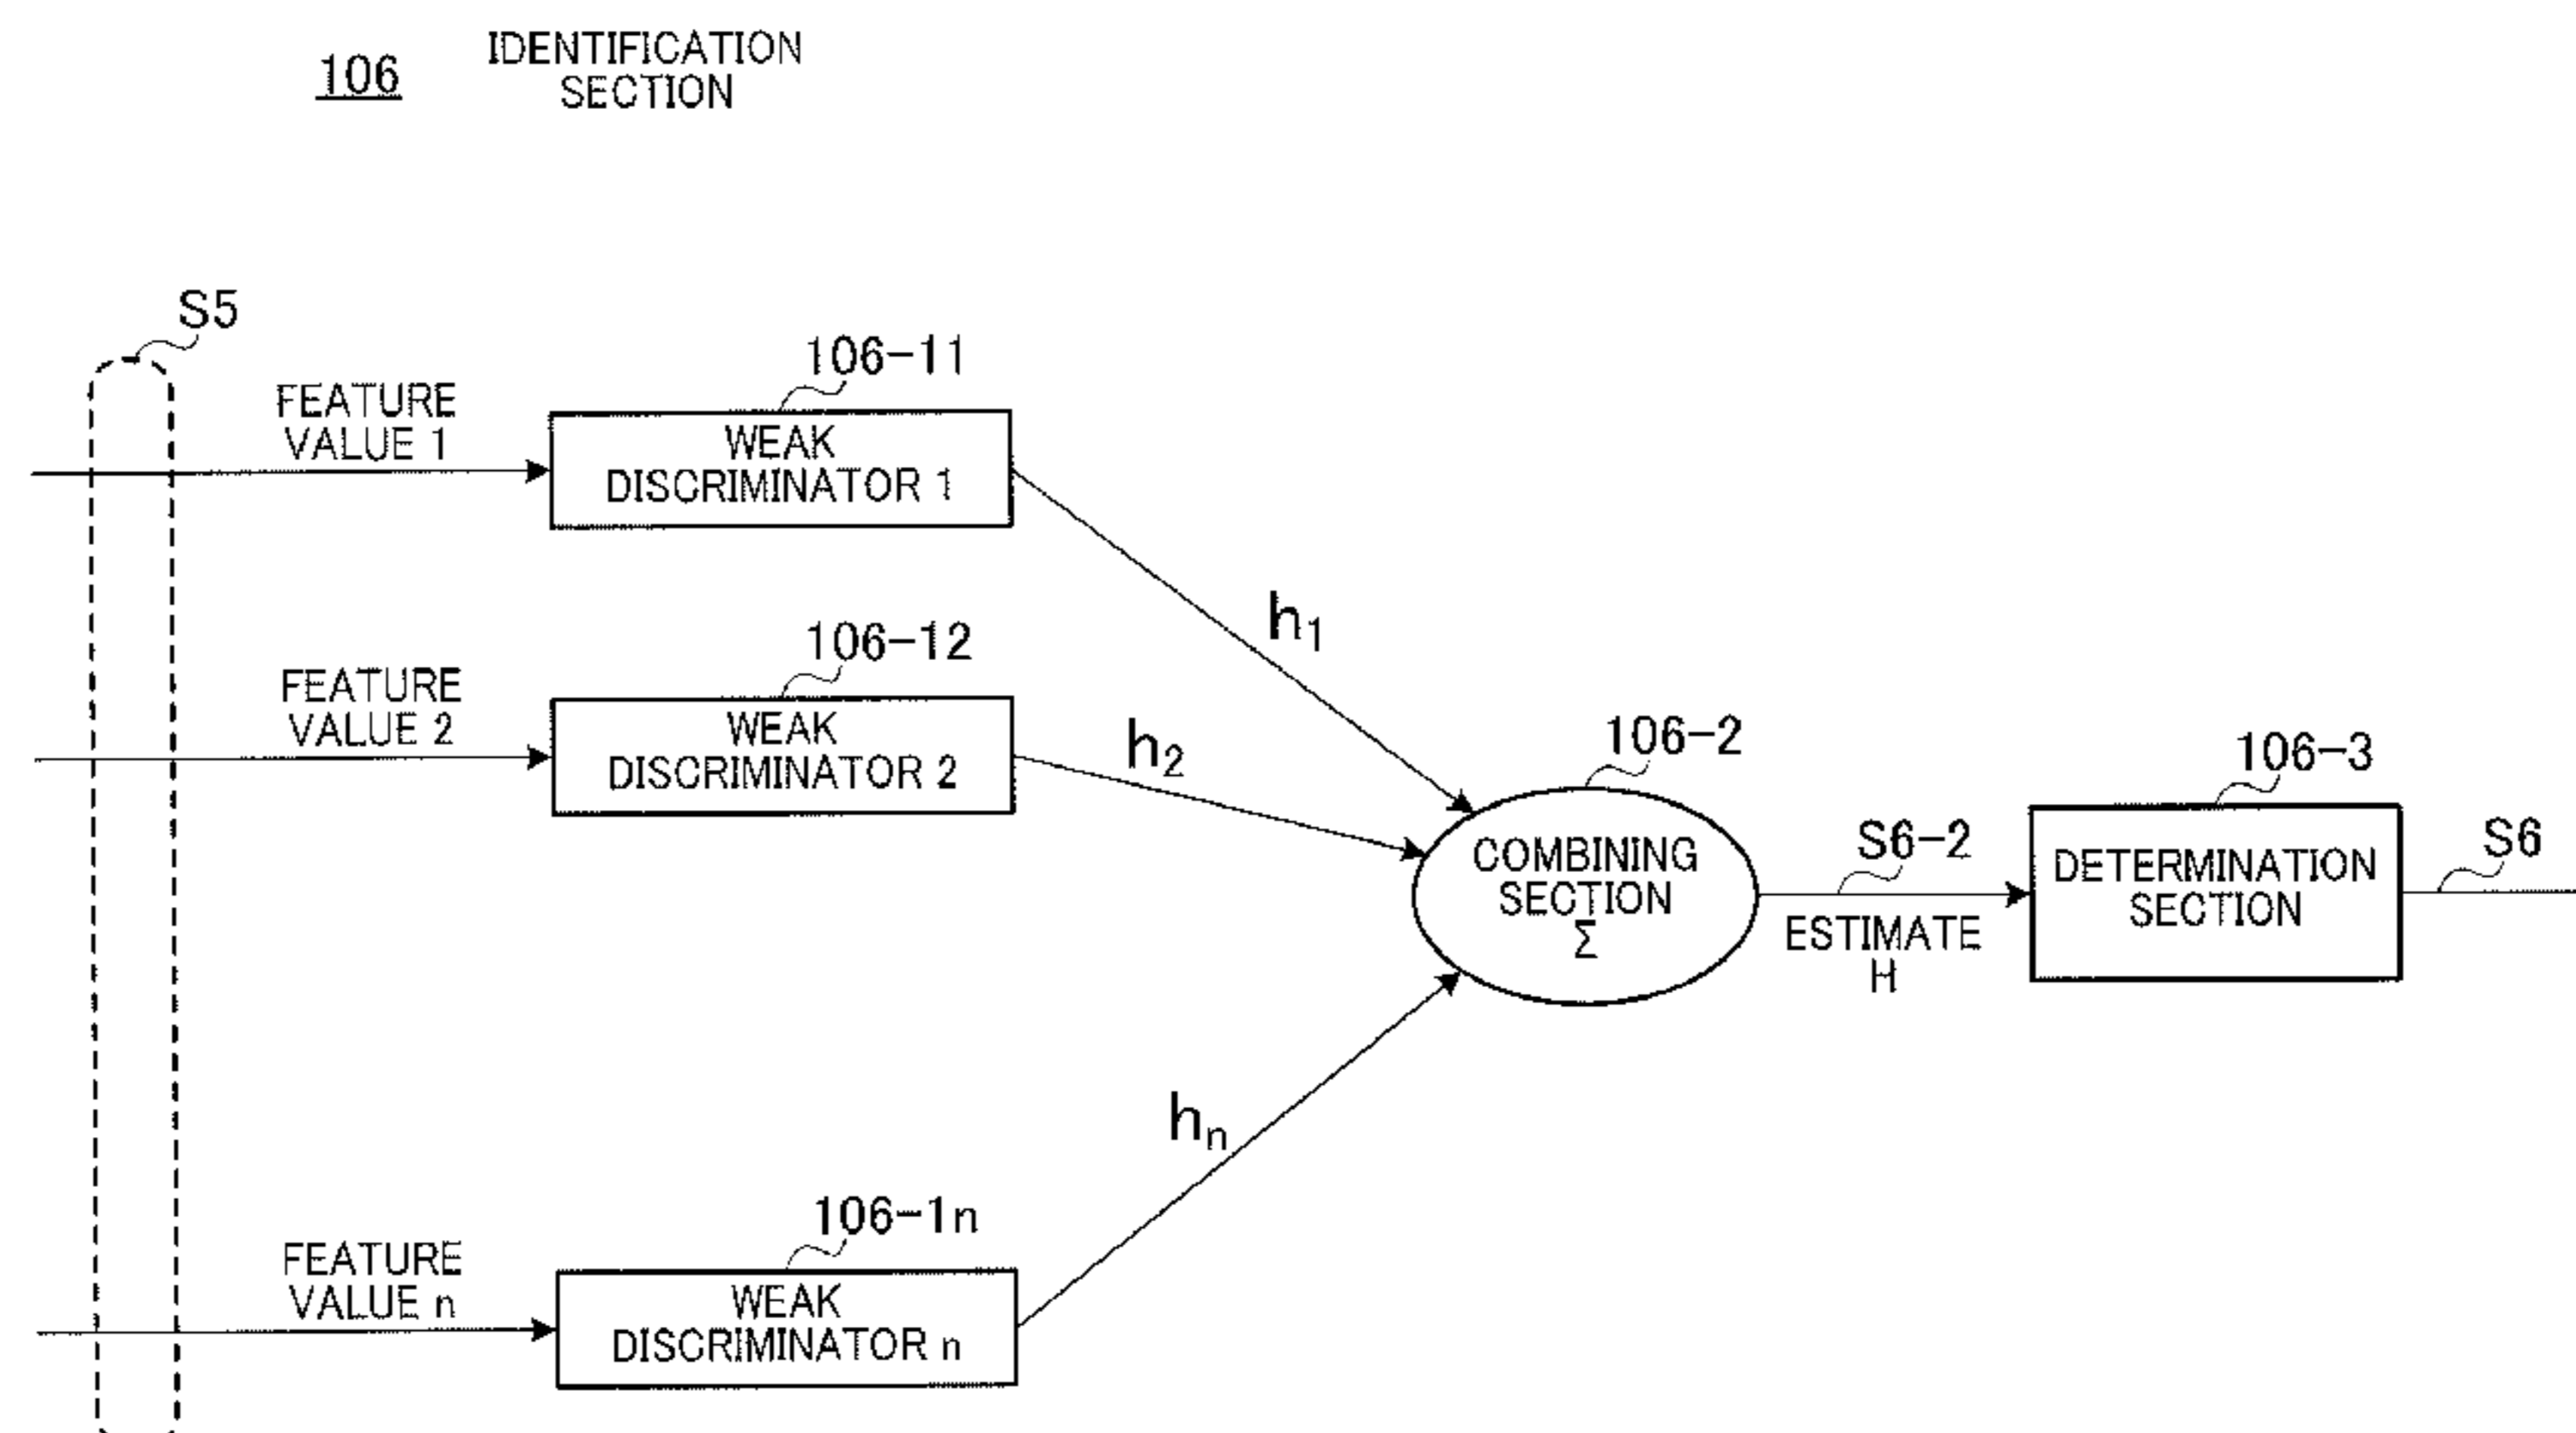 106
IDENTIFICATION
SECTION
S5
106-11
FEATURE
VALUE 1
WEAK
DISCRIMINATOR 1
h1
106-12
FEATURE
VALUE 2
WEAK
DISCRIMINATOR 2
h2
106-2
COMBINING
SECTION
Σ
S6-2
ESTIMATE
H
106-3
DETERMINATION
SECTION
S6
hn
106-1n
FEATURE
VALUE n
WEAK
DISCRIMINATOR n